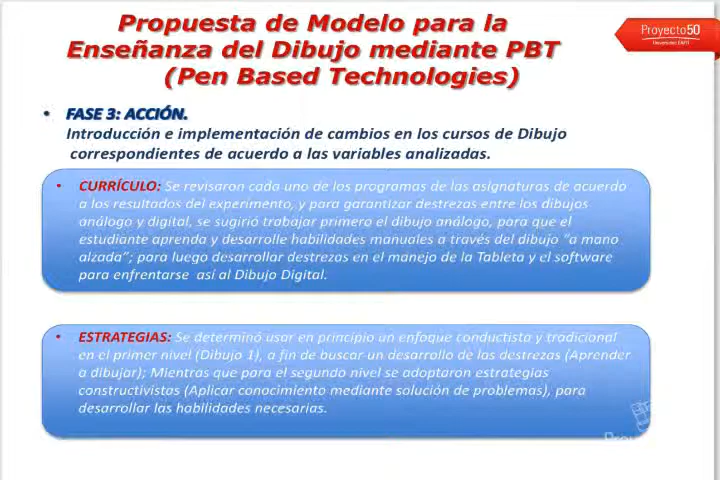 Propuesta de Modelo para la
Enseñanza del Dibujo mediante PBT
(Pen Based Technologies)
Proyecto50
Universidad EAFIT
• FASE 3: ACCIÓN.
Introducción e implementación de cambios en los cursos de Dibujo
correspondientes de acuerdo a las variables analizadas.
• CURRÍCULO: Se revisaron cada uno de los programas de las asignaturas de acuerdo
a los resultados del experimento, y para garantizar destrezas entre los dibujos
análogo y digital, se sugirió trabajar primero el dibujo análogo, para que el
estudiante aprenda y desarrolle habilidades manuales a través del dibujo "a mano
alzada"; para luego desarrollar destrezas en el manejo de la Tableta y el software
para enfrentarse así al Dibujo Digital.
• ESTRATEGIAS: Se determinó usar en principio un enfoque conductista y tradicional
en el primer nivel (Dibujo 1), a fin de buscar un desarrollo de las destrezas (Aprender
a dibujar); Mientras que para el segundo nivel se adoptaron estrategias
constructivistas (Aplicar conocimiento mediante solución de problemas), para
desarrollar las habilidades necesarias.